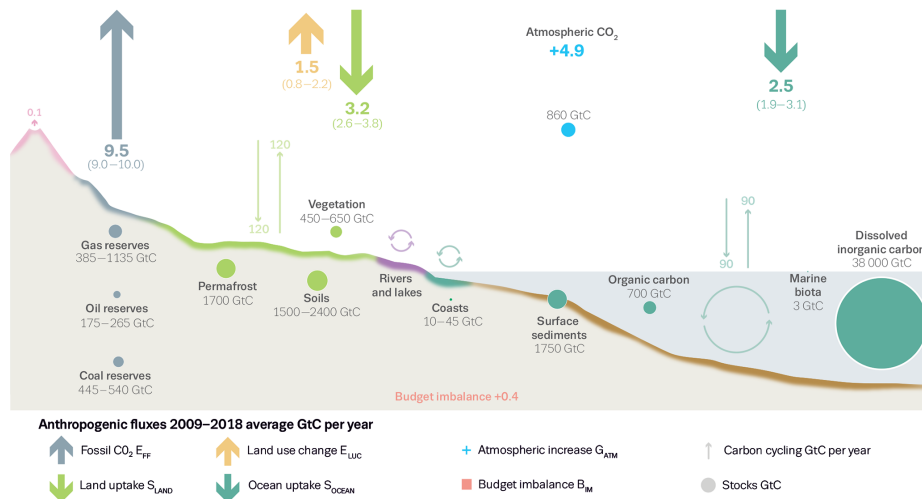 Atmospheric CO₂
+4.9
1.5
(0.8–2.2)
2.5
(1.9–3.1)
3.2
(2.6–3.8)
860 GtC
0.1
9.5
(9.0–10.0)
120
120
Vegetation
450–650 GtC
90
90
Gas reserves
385–1135 GtC
Dissolved
inorganic carbon
38 000 GtC
Permafrost
1700 GtC
Soils
1500–2400 GtC
Rivers
and lakes
Organic carbon
700 GtC
Marine
biota
3 GtC
Oil reserves
175–265 GtC
Coasts
10–45 GtC
Surface
sediments
1750 GtC
Coal reserves
445–540 GtC
Budget imbalance +0.4
Anthropogenic fluxes 2009–2018 average GtC per year
Fossil CO2 E_FF
Land use change E_LUC
Atmospheric increase G_ATM
Carbon cycling GtC per year
Land uptake S_LAND
Ocean uptake S_OCEAN
Budget imbalance B_IM
Stocks GtC